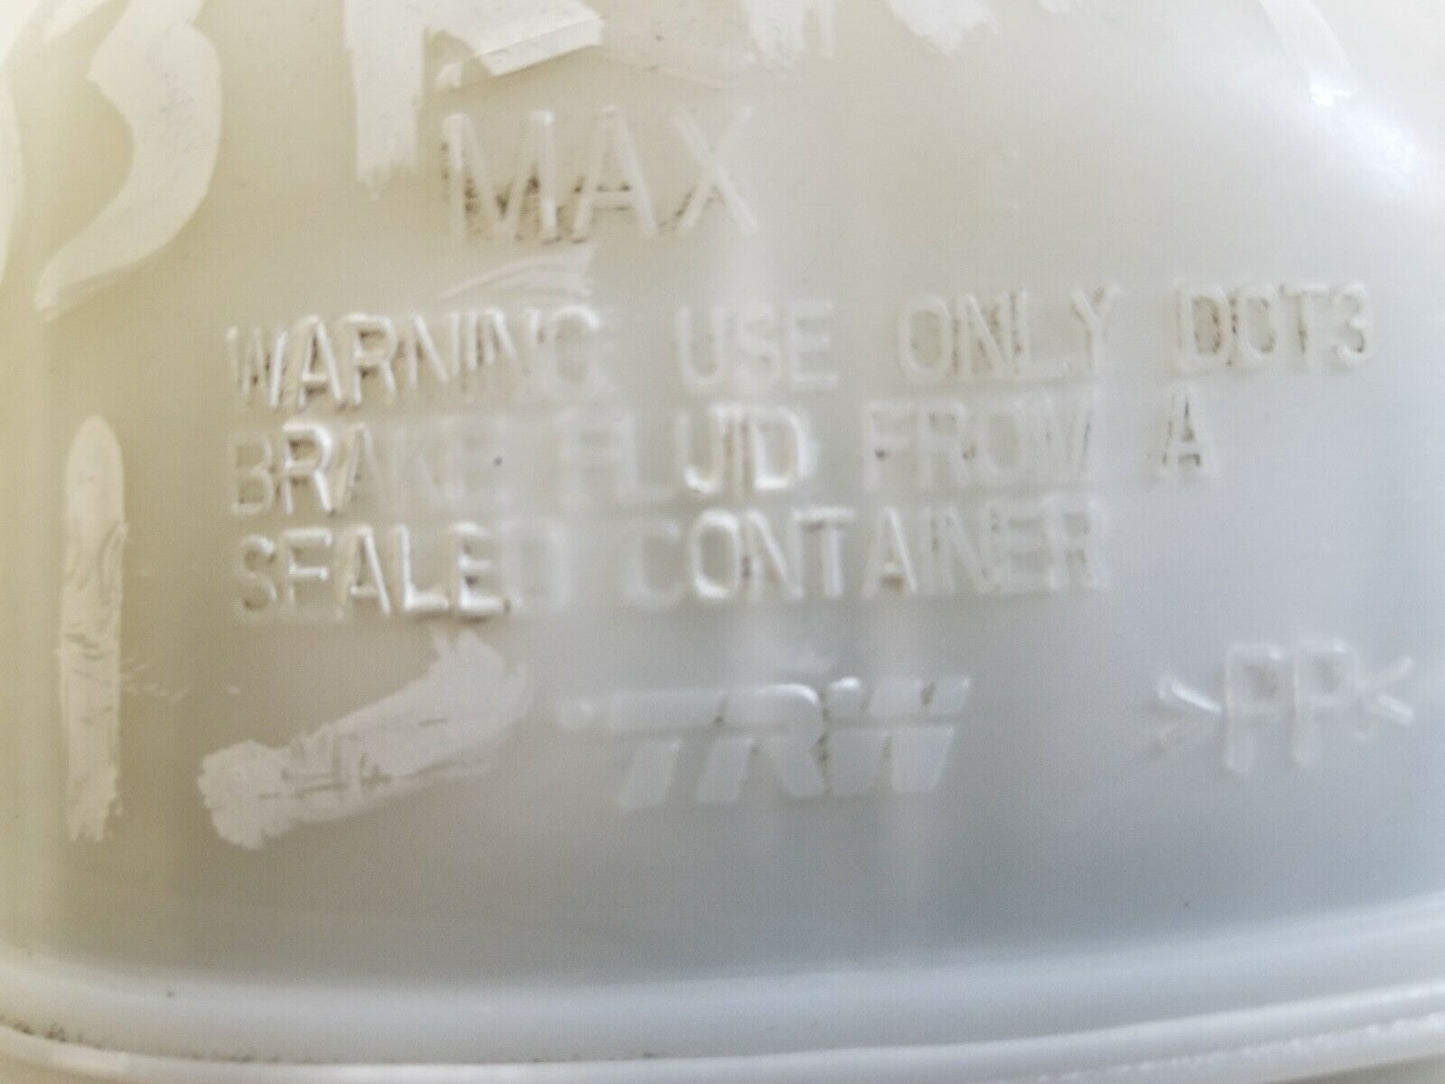 MAX
WARNING USE ONLY DOT3
BRAKE FLUID FROM A
SEALED CONTAINER
TRW
>PP<